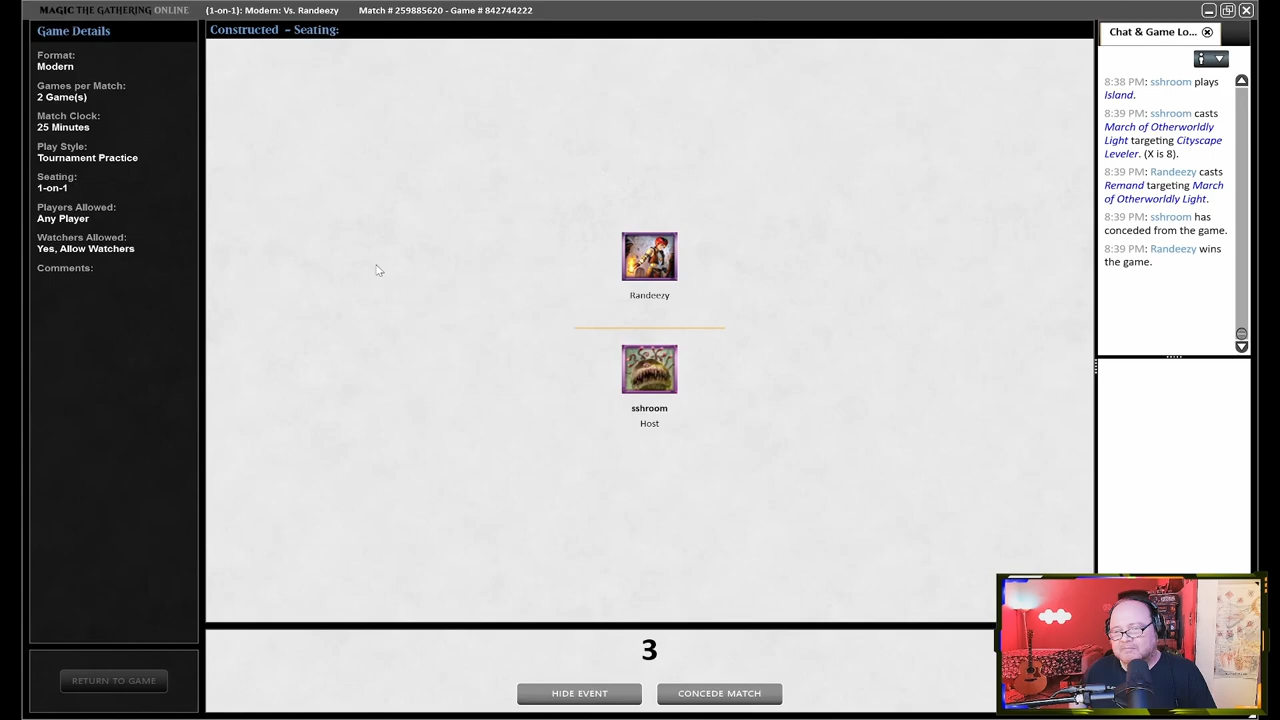 MAGIC THE GATHERING ONLINE
(1-on-1): Modern: Vs. Randeezy
Match # 259885620 - Game # 842744222
Game Details
Format:
Modern
Games per Match:
2 Game(s)
Match Clock:
25 Minutes
Play Style:
Tournament Practice
Seating:
1-on-1
Players Allowed:
Any Player
Watchers Allowed:
Yes, Allow Watchers
Comments:
RETURN TO GAME
Constructed - Seating:
Randeezy
sshroom
Host
3
HIDE EVENT
CONCEDE MATCH
Chat & Game Lo...
8:38 PM: sshroom plays
Island.
8:39 PM: sshroom casts
March of Otherworldly
Light targeting Cityscape
Leveler. (X is 8).
8:39 PM: Randeezy casts
Remand targeting March
of Otherworldly Light.
8:39 PM: sshroom has
conceded from the game.
8:39 PM: Randeezy wins
the game.